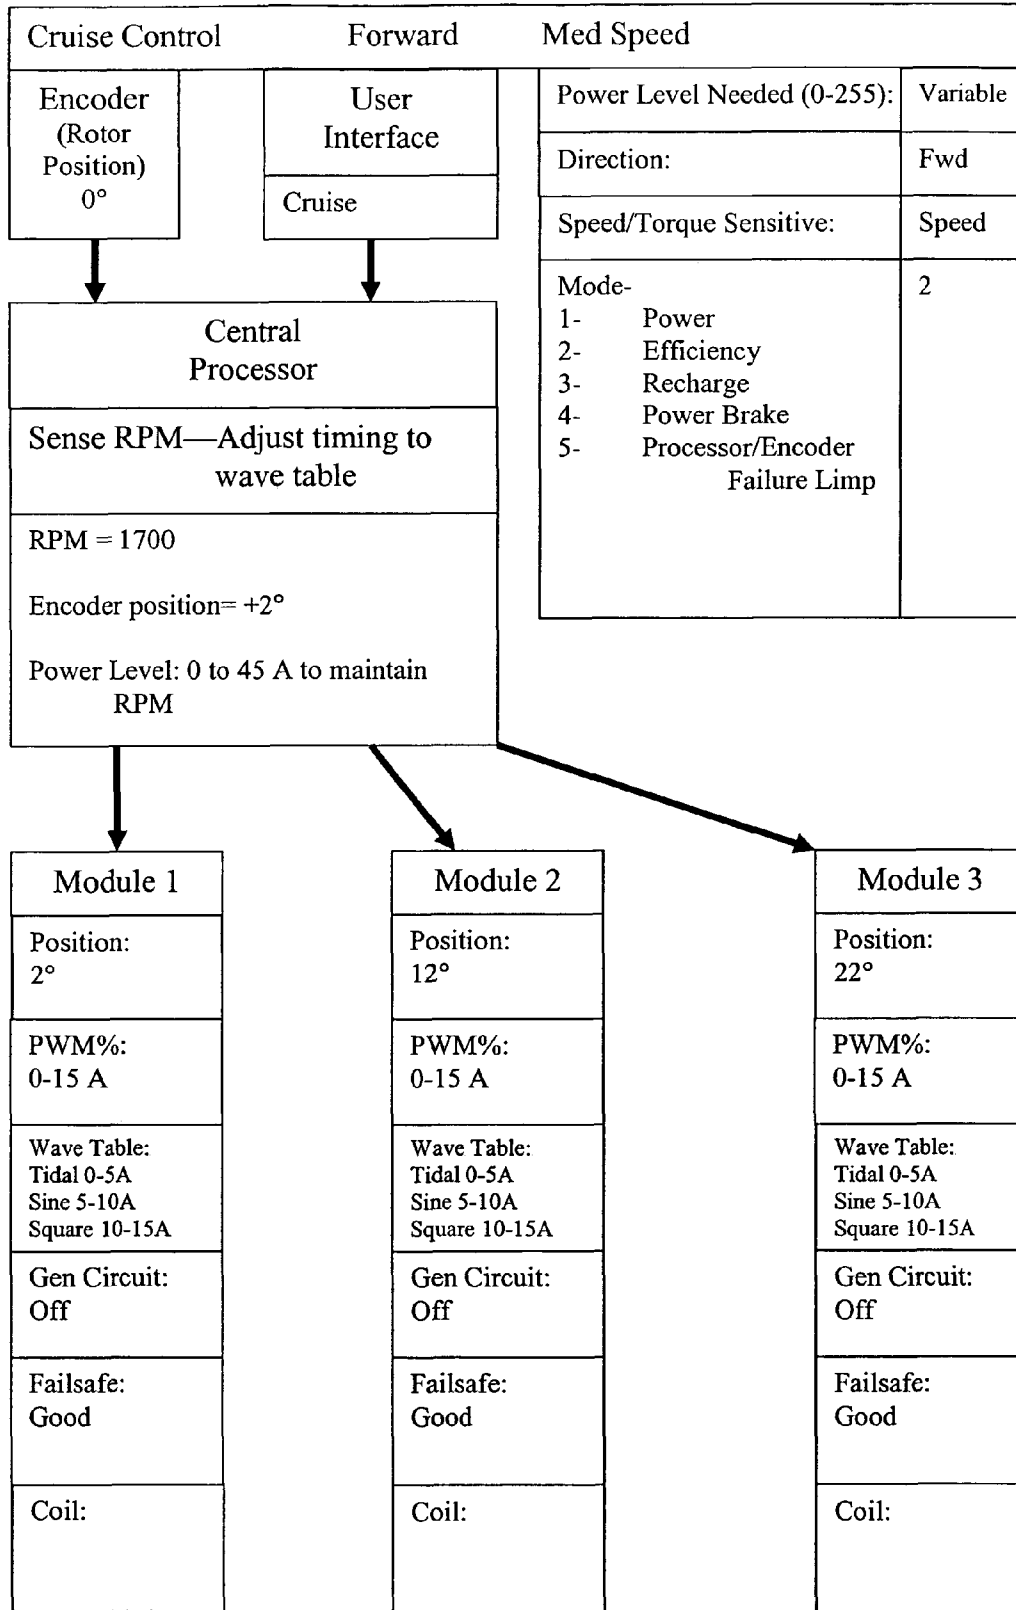 Cruise Control Forward Med Speed
Encoder
(Rotor
Position)
0°
User
Interface
Cruise
Power Level Needed (0-255): Variable
Direction: Fwd
Speed/Torque Sensitive: Speed
Mode- 2
1- Power
2- Efficiency
3- Recharge
4- Power Brake
5- Processor/Encoder
Failure Limp
Central
Processor
Sense RPM—Adjust timing to
wave table
RPM = 1700
Encoder position= +2°
Power Level: 0 to 45 A to maintain
RPM
Module 1
Position:
2°
PWM%:
0-15 A
Wave Table:
Tidal 0-5A
Sine 5-10A
Square 10-15A
Gen Circuit:
Off
Failsafe:
Good
Coil:
Module 2
Position:
12°
PWM%:
0-15 A
Wave Table:
Tidal 0-5A
Sine 5-10A
Square 10-15A
Gen Circuit:
Off
Failsafe:
Good
Coil:
Module 3
Position:
22°
PWM%:
0-15 A
Wave Table:
Tidal 0-5A
Sine 5-10A
Square 10-15A
Gen Circuit:
Off
Failsafe:
Good
Coil: